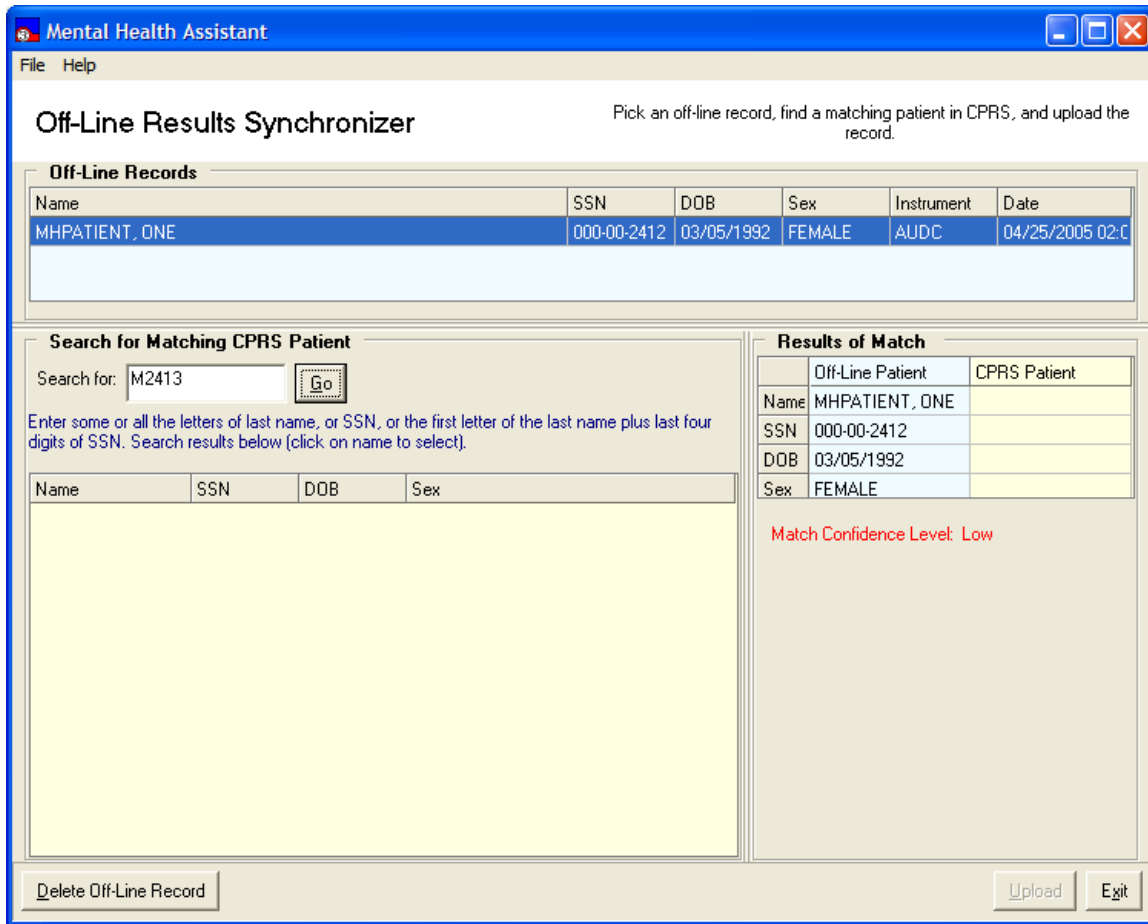 Mental Health Assistant
File Help
Off-Line Results Synchronizer
Pick an off-line record, find a matching patient in CPRS, and upload the
record.
Off-Line Records
Name SSN DOB Sex Instrument Date
MHPATIENT, ONE 000-00-2412 03/05/1992 FEMALE AUDC 04/25/2005 02:0
Search for Matching CPRS Patient
Search for: M2413 Go
Enter some or all the letters of last name, or SSN, or the first letter of the last name plus last four
digits of SSN. Search results below (click on name to select).
Name SSN DOB Sex
Results of Match
Off-Line Patient CPRS Patient
Name MHPATIENT, ONE
SSN 000-00-2412
DOB 03/05/1992
Sex FEMALE
Match Confidence Level: Low
Delete Off-Line Record Upload Exit